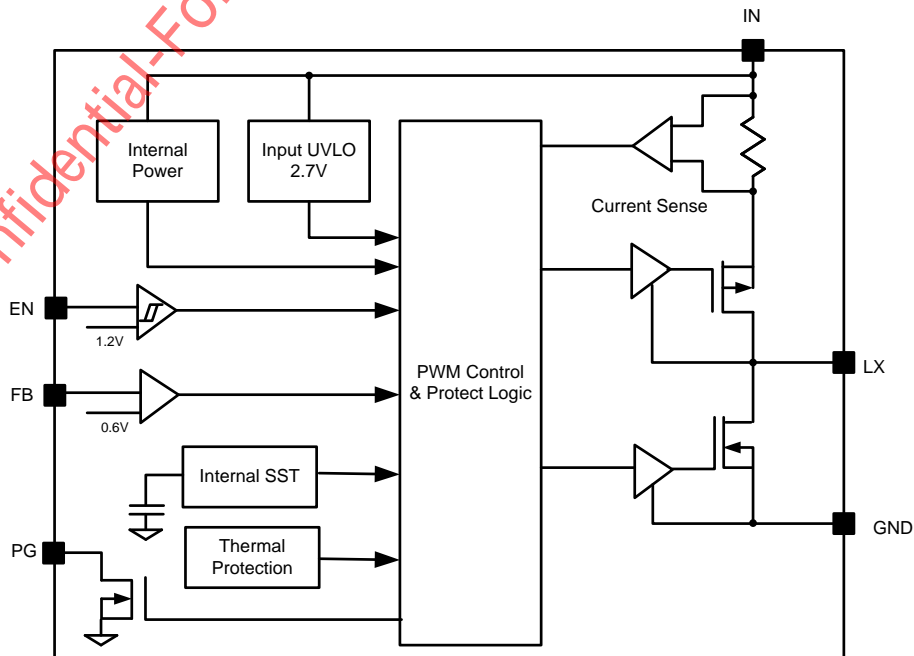 IN
Internal
Power
Input UVLO
2.7V
Current Sense
EN
1.2V
FB
0.6V
PWM Control
& Protect Logic
LX
Internal SST
PG
Thermal
Protection
GND